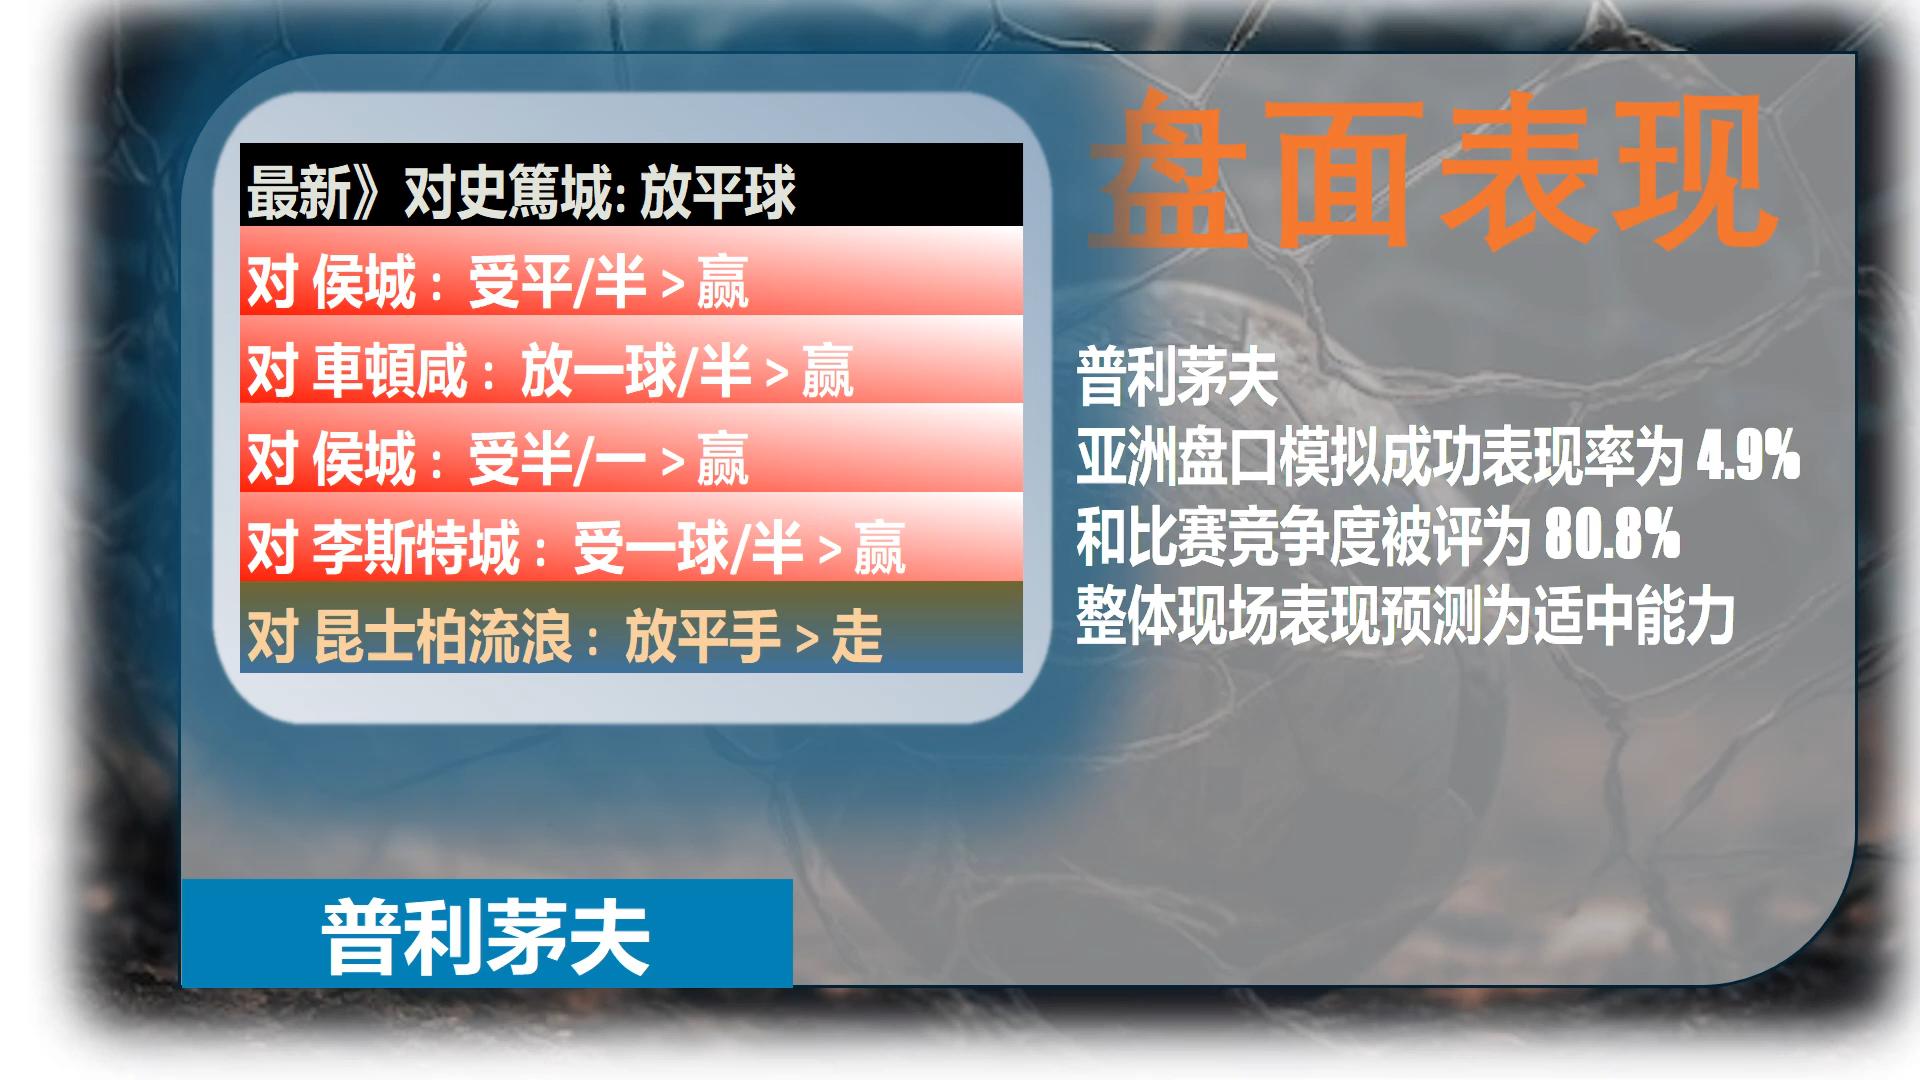 盘面表现
最新》对史篤城: 放平球
对 侯城 : 受平/半 > 赢
对 車頓咸 : 放一球/半 > 赢
对 侯城 : 受半/一 > 赢
对 李斯特城 : 受一球/半 > 赢
对 昆士柏流浪 : 放平手 > 走
普利茅夫
亚洲盘口模拟成功表现率为 4.9%
和比赛竞争度被评为 80.8%
整体现场表现预测为适中能力
普利茅夫